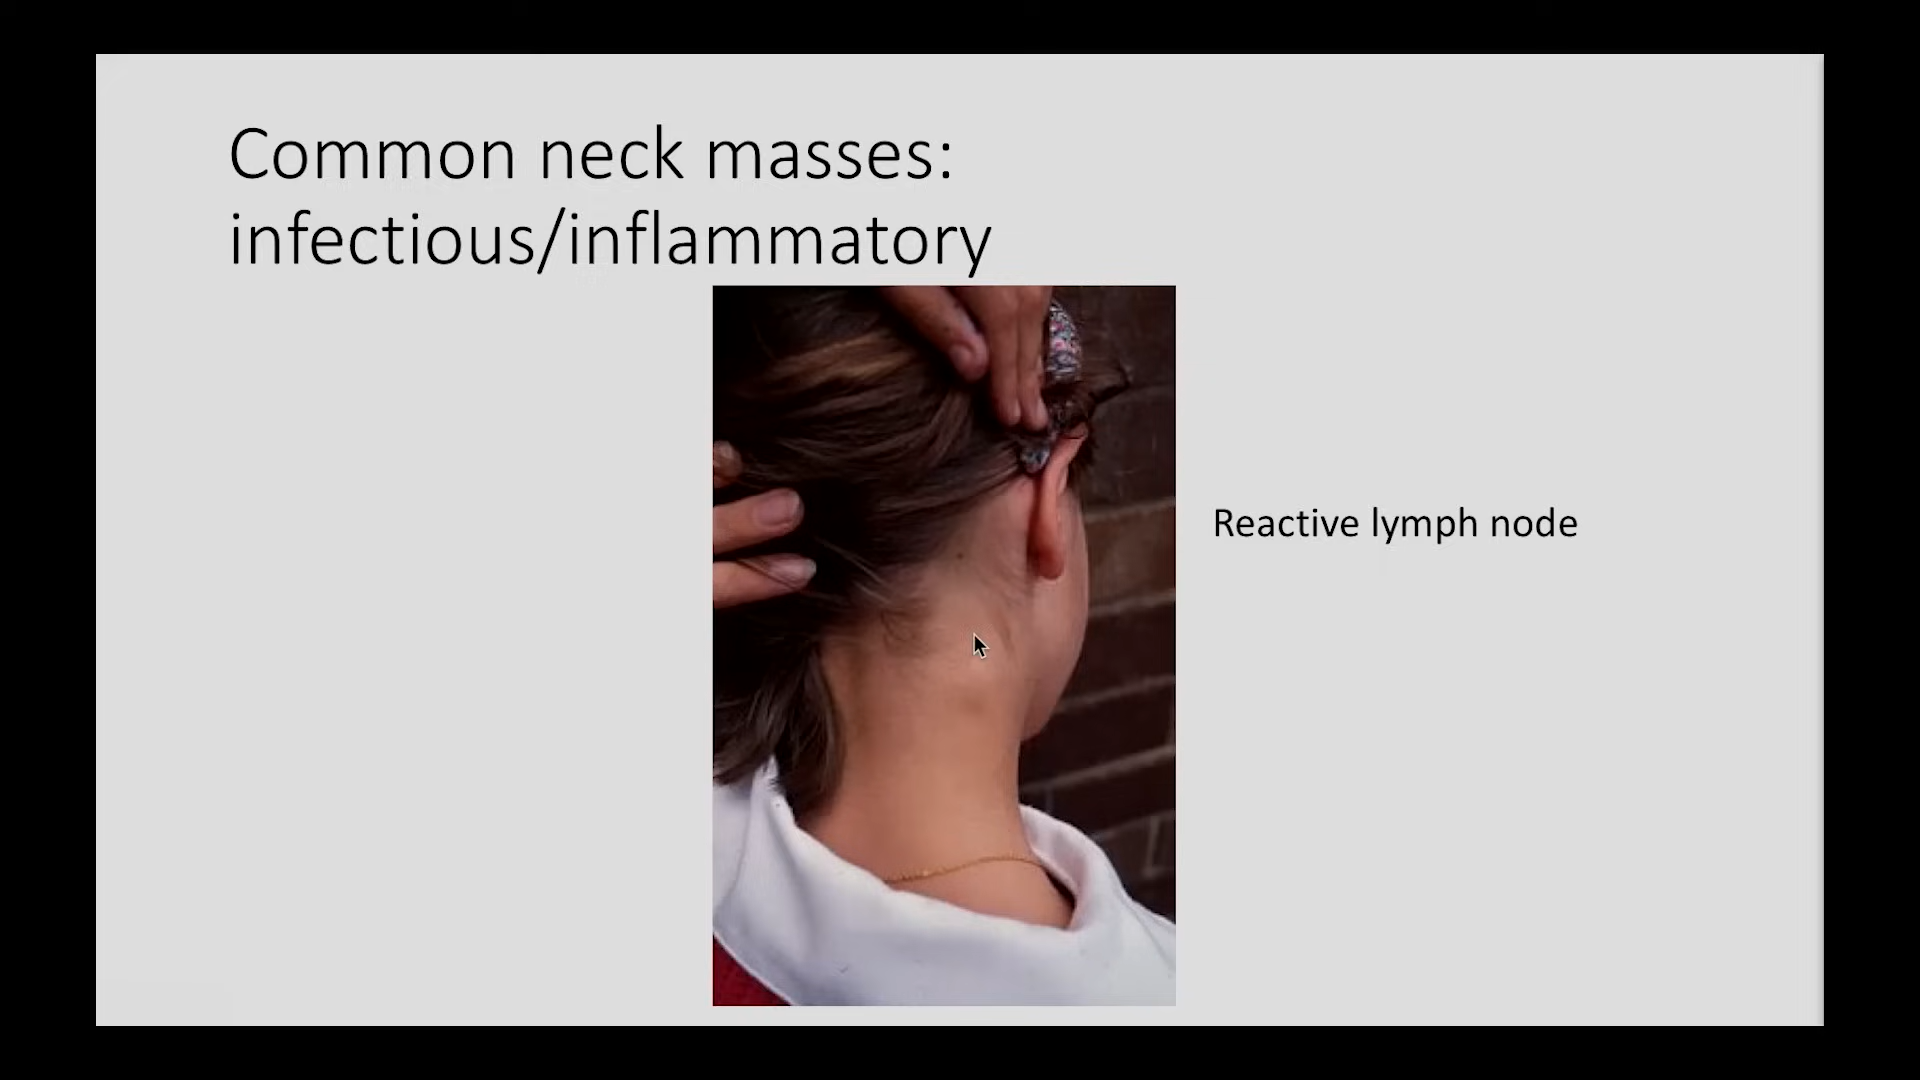 Common neck masses:
infectious/inflammatory
Reactive lymph node